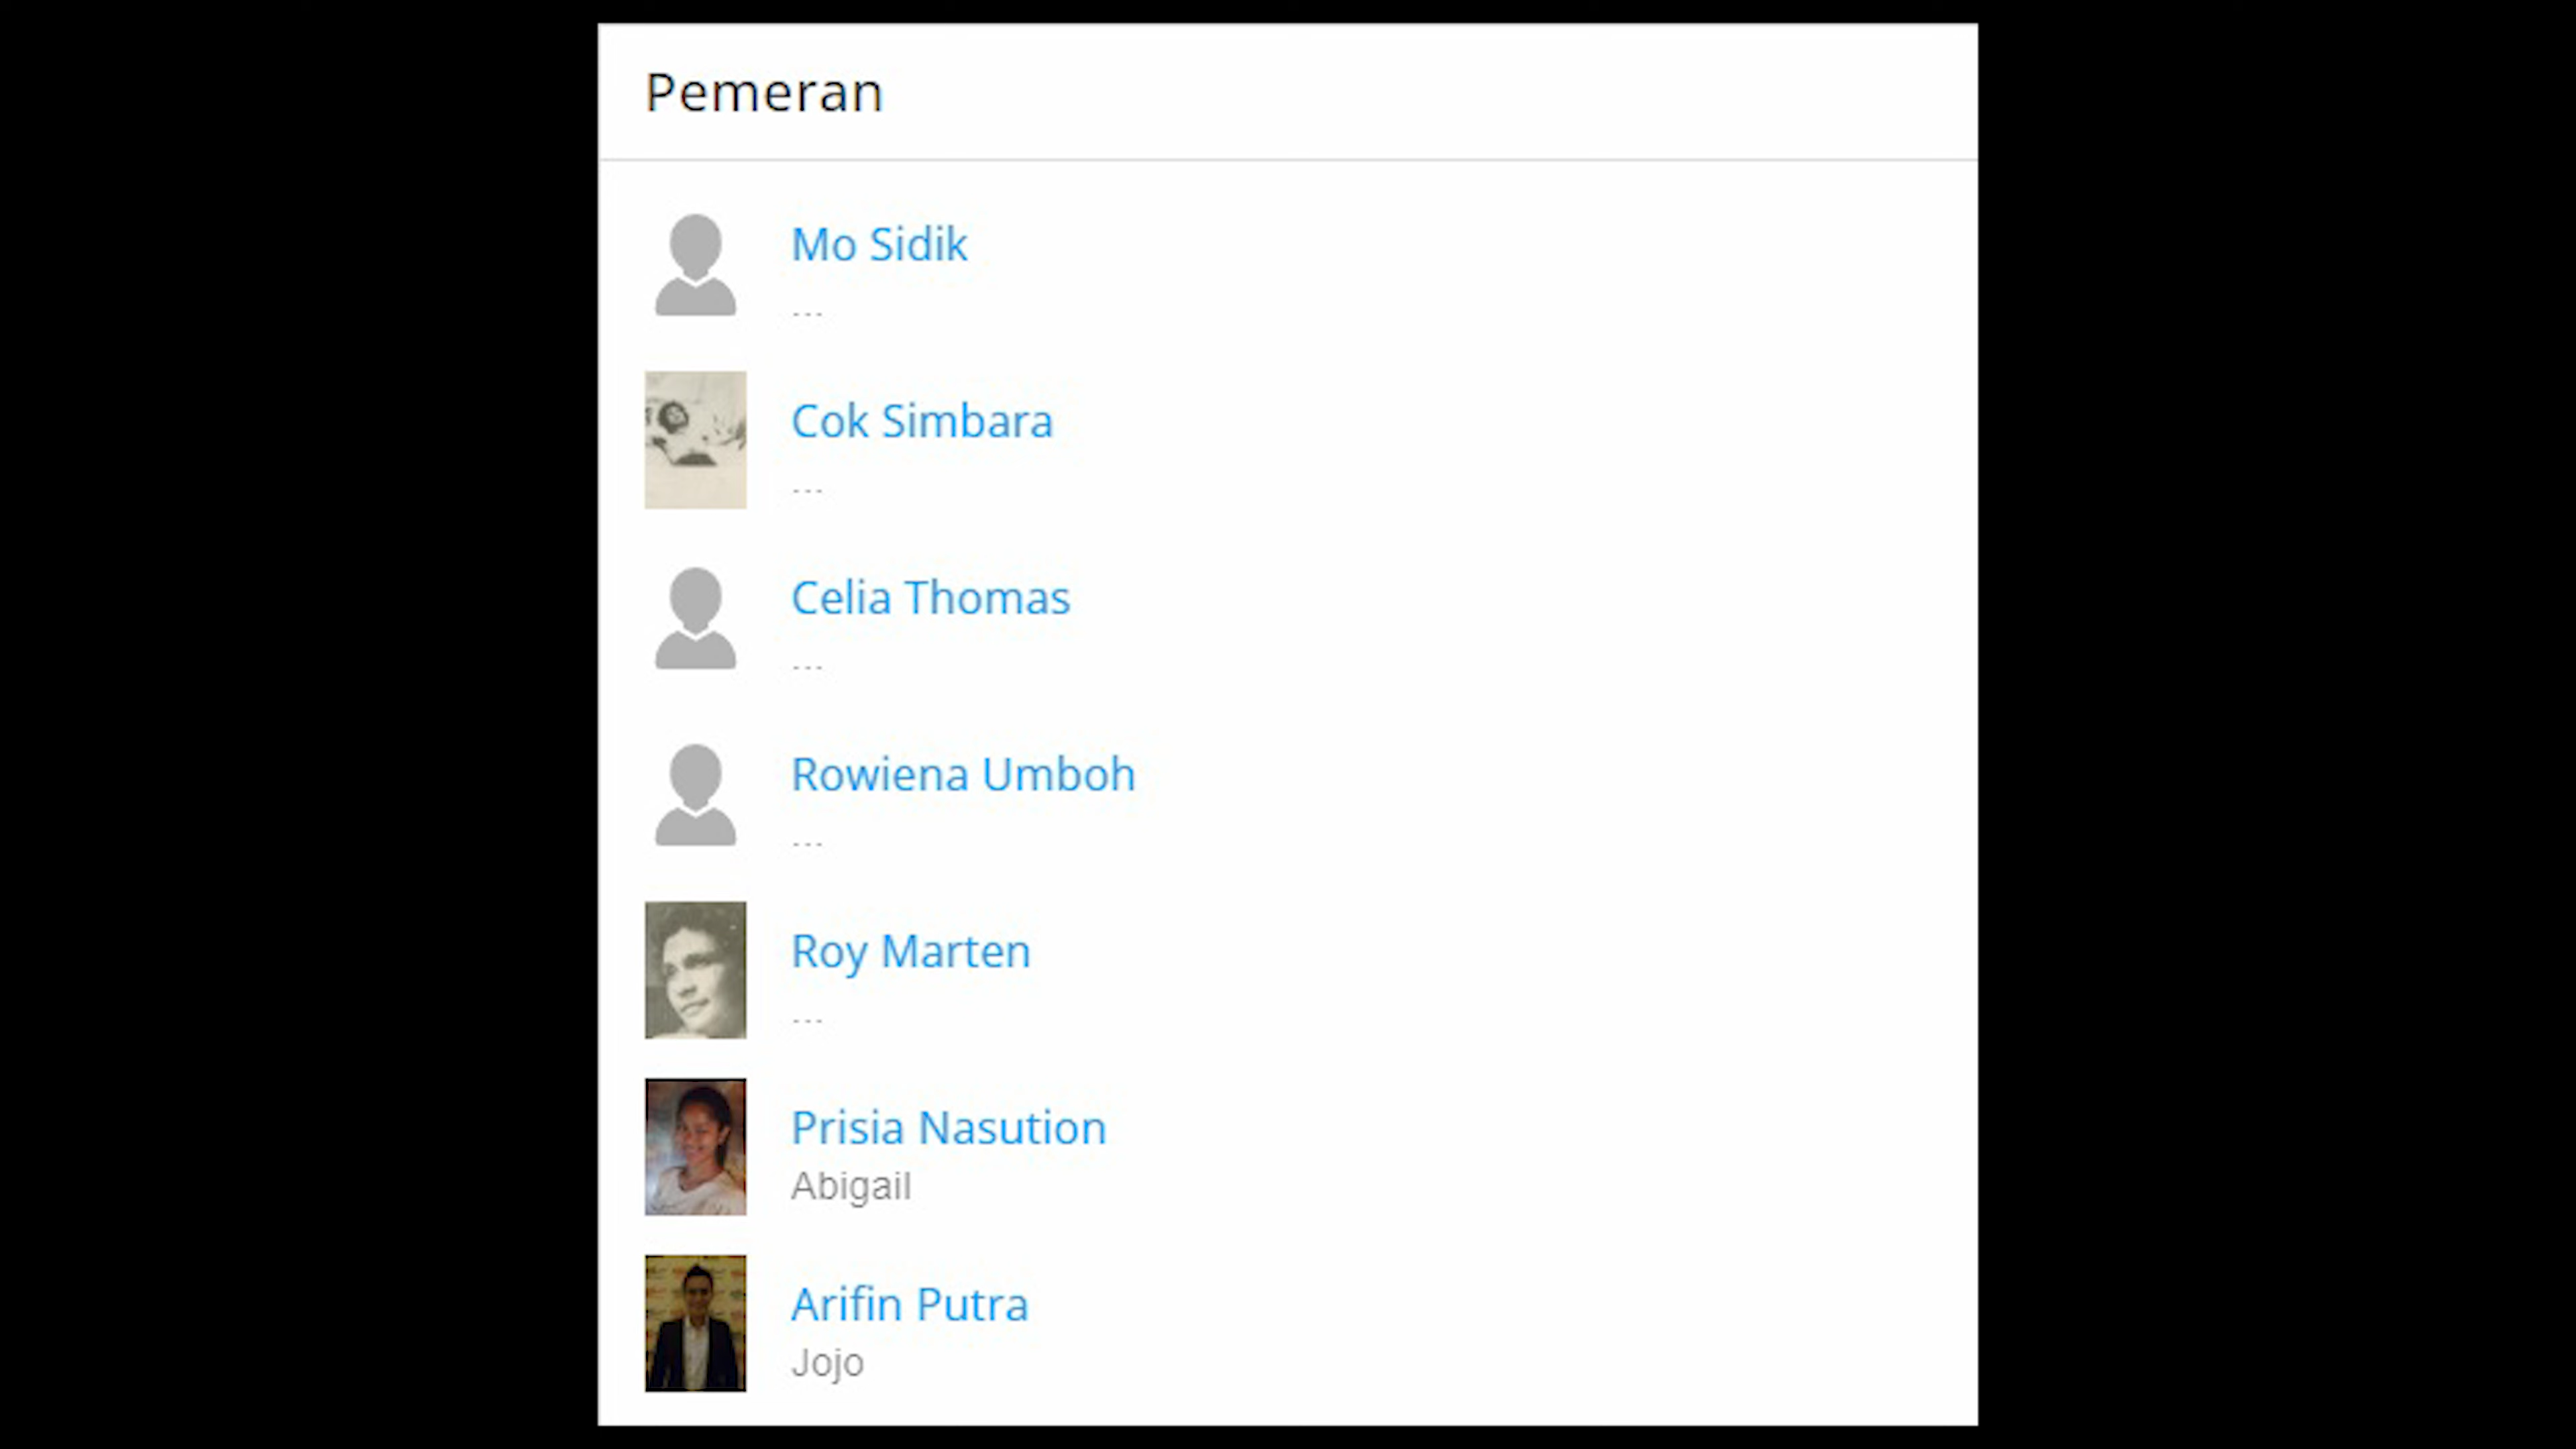 Pemeran
Mo Sidik
---
Cok Simbara
---
Celia Thomas
---
Rowiena Umboh
---
Roy Marten
---
Prisia Nasution
Abigail
Arifin Putra
Jojo